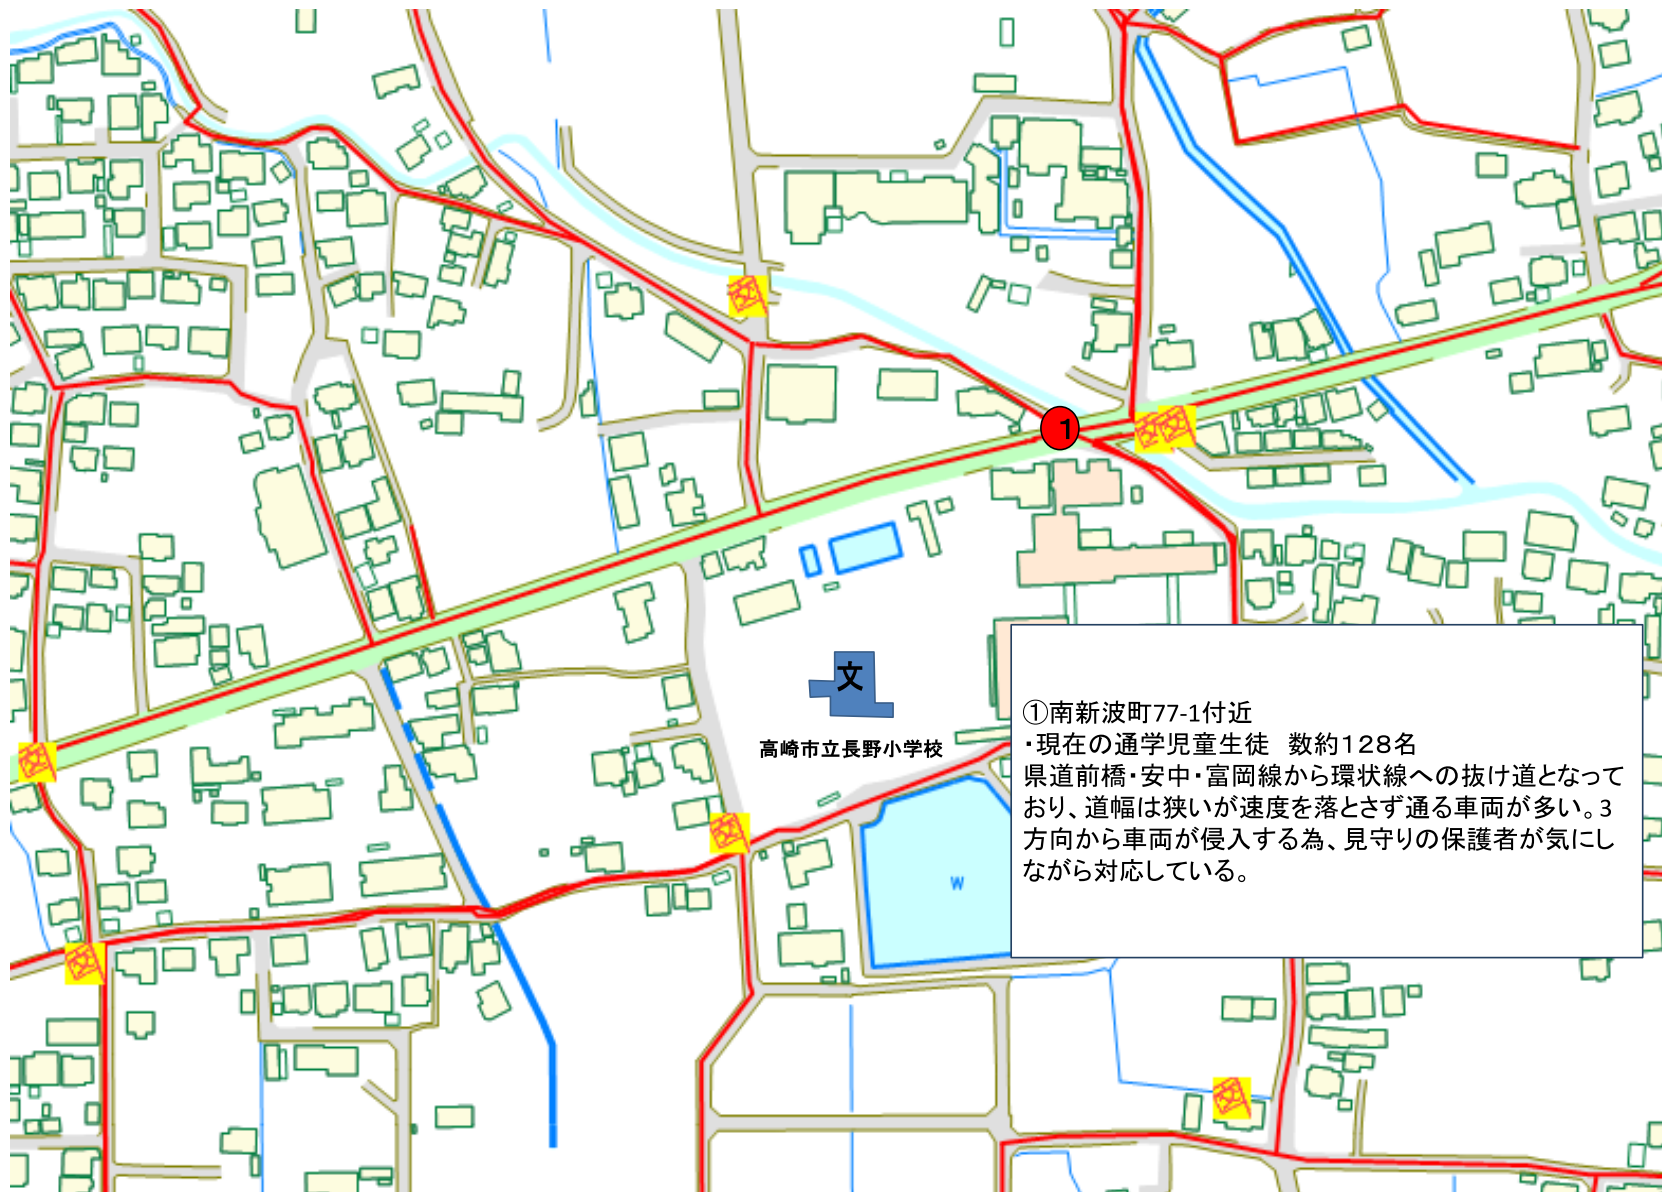 1
文
高崎市立長野小学校
W
①南新波町77-1付近
・現在の通学児童生徒　数約128名
県道前橋・安中・富岡線から環状線への抜け道となって
おり、道幅は狭いが速度を落とさず通る車両が多い。3
方向から車両が侵入する為、見守りの保護者が気にし
ながら対応している。